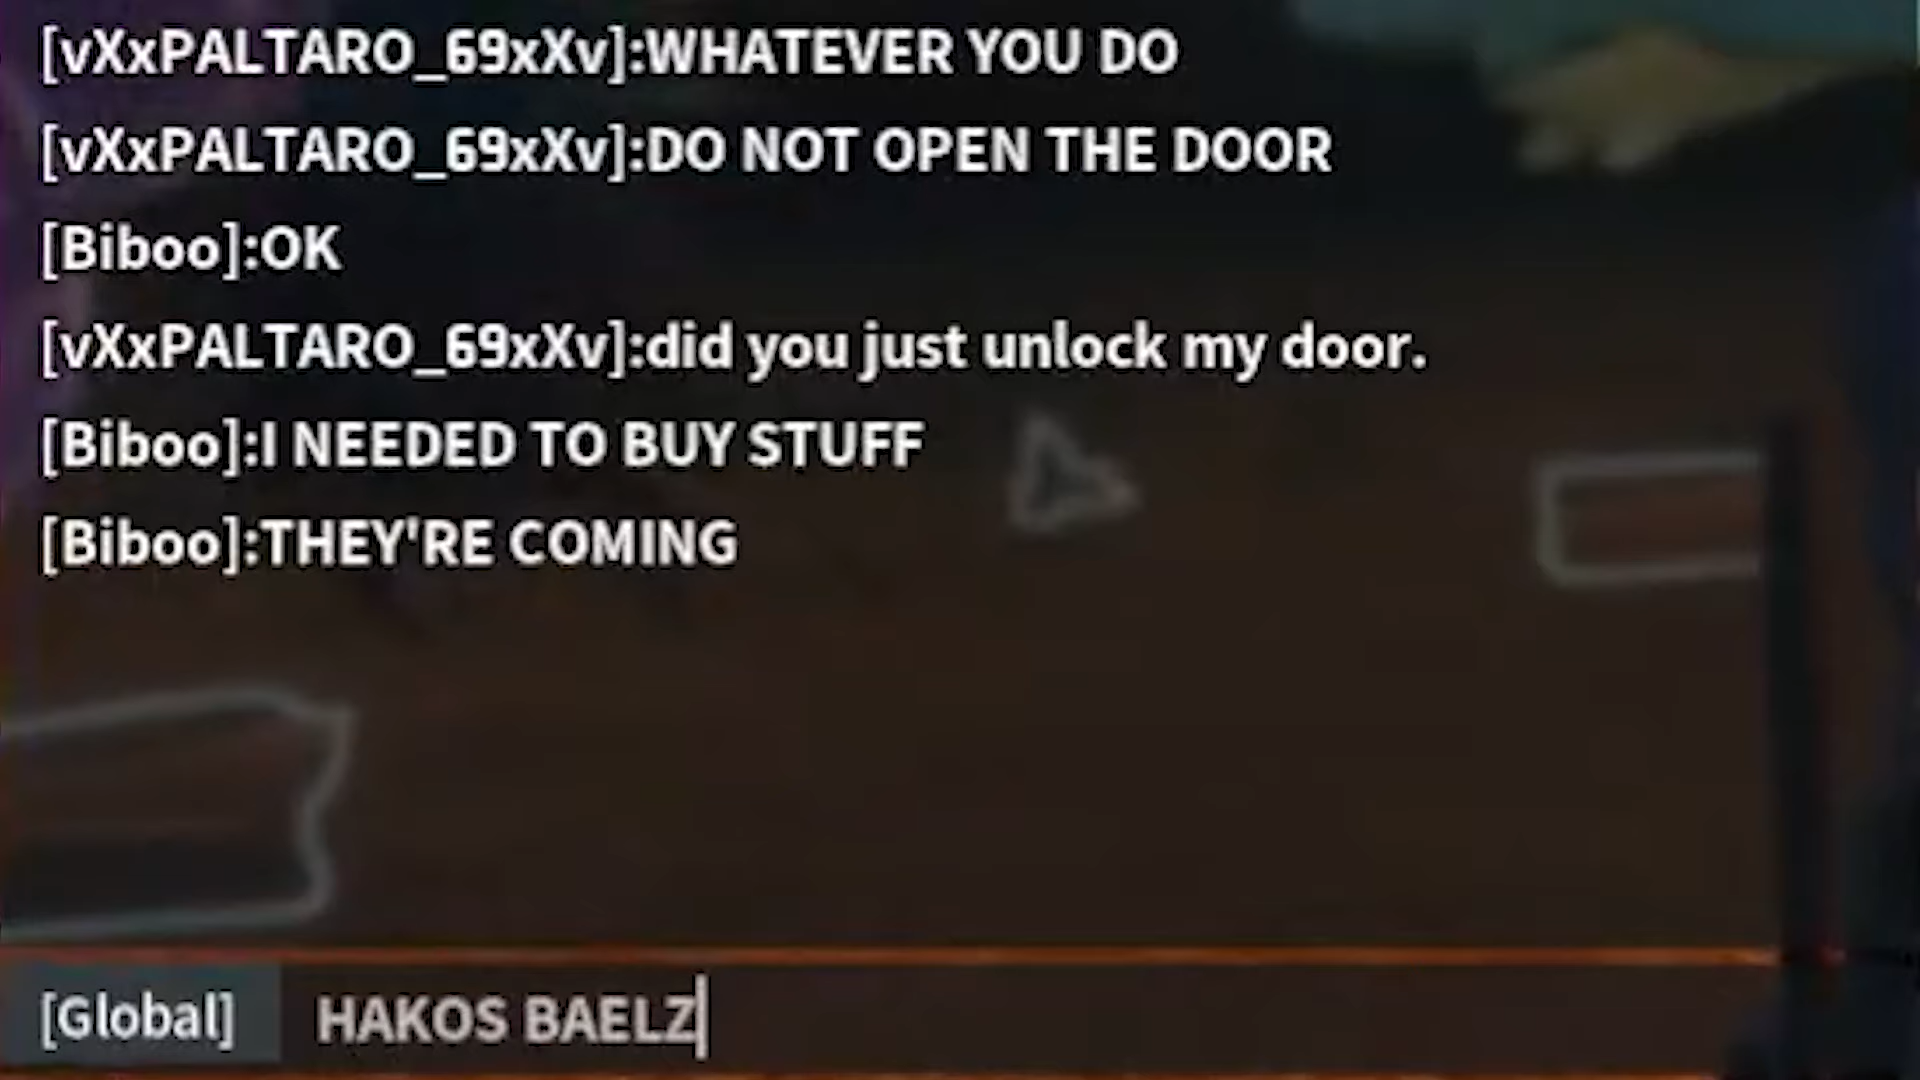 [vXxPALTARO_69xXv]:WHATEVER YOU DO
[vXxPALTARO_69xXv]:DO NOT OPEN THE DOOR
[Biboo]:OK
[vXxPALTARO_69xXv]:did you just unlock my door.
[Biboo]:I NEEDED TO BUY STUFF
[Biboo]:THEY'RE COMING
[Global] HAKOS BAELZ